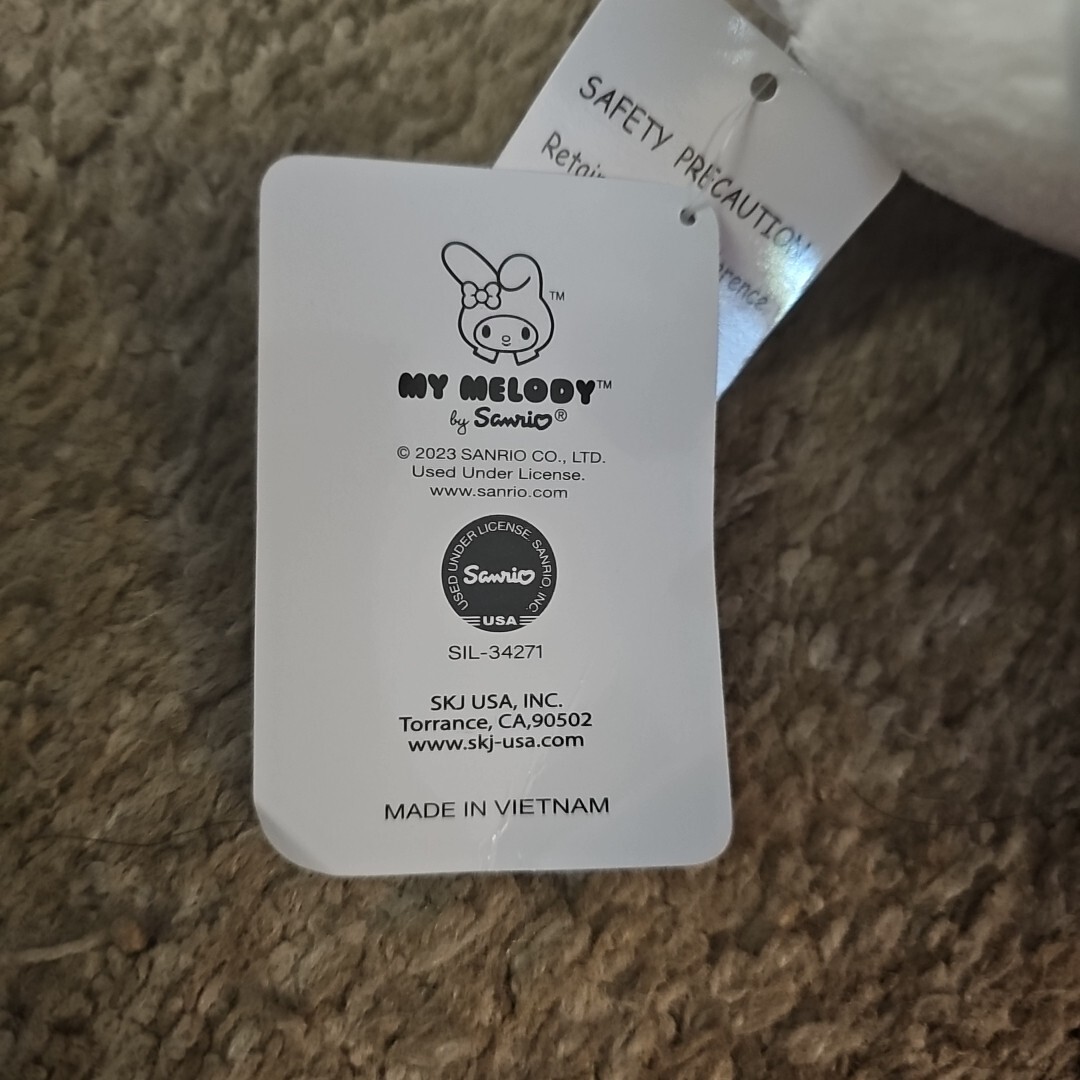 SAFETY PRECAUTION
MY MELODY™
by Sanrio®
© 2023 SANRIO CO., LTD.
Used Under License.
www.sanrio.com
USED UNDER LICENSE. SANRIO, INC.
Sanrio
USA
SIL-34271
SKJ USA, INC.
Torrance, CA,90502
www.skj-usa.com
MADE IN VIETNAM